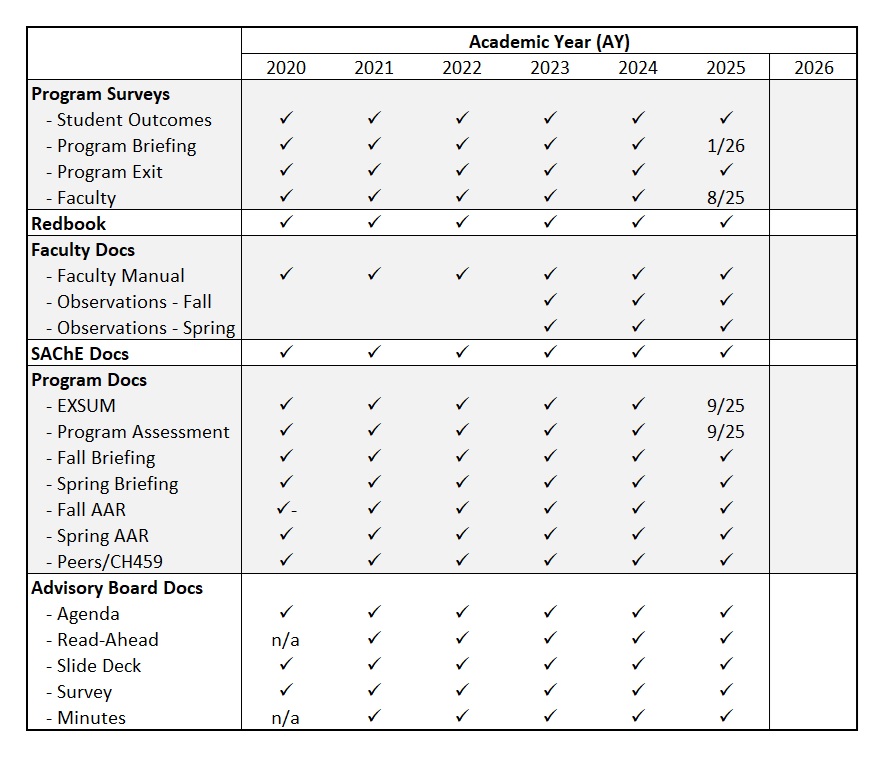 Academic Year (AY)
2020 2021 2022 2023 2024 2025 2026
Program Surveys
- Student Outcomes ✓ ✓ ✓ ✓ ✓ ✓
- Program Briefing ✓ ✓ ✓ ✓ ✓ 1/26
- Program Exit ✓ ✓ ✓ ✓ ✓ ✓
- Faculty ✓ ✓ ✓ ✓ ✓ 8/25
Redbook ✓ ✓ ✓ ✓ ✓ ✓
Faculty Docs
- Faculty Manual ✓ ✓ ✓ ✓ ✓ ✓
- Observations - Fall ✓ ✓ ✓
- Observations - Spring ✓ ✓ ✓
SAChE Docs ✓ ✓ ✓ ✓ ✓ ✓
Program Docs
- EXSUM ✓ ✓ ✓ ✓ ✓ 9/25
- Program Assessment ✓ ✓ ✓ ✓ ✓ 9/25
- Fall Briefing ✓ ✓ ✓ ✓ ✓ ✓
- Spring Briefing ✓ ✓ ✓ ✓ ✓ ✓
- Fall AAR ✓- ✓ ✓ ✓ ✓ ✓
- Spring AAR ✓ ✓ ✓ ✓ ✓ ✓
- Peers/CH459 ✓ ✓ ✓ ✓ ✓ ✓
Advisory Board Docs
- Agenda ✓ ✓ ✓ ✓ ✓ ✓
- Read-Ahead n/a ✓ ✓ ✓ ✓ ✓
- Slide Deck ✓ ✓ ✓ ✓ ✓ ✓
- Survey ✓ ✓ ✓ ✓ ✓ ✓
- Minutes n/a ✓ ✓ ✓ ✓ ✓